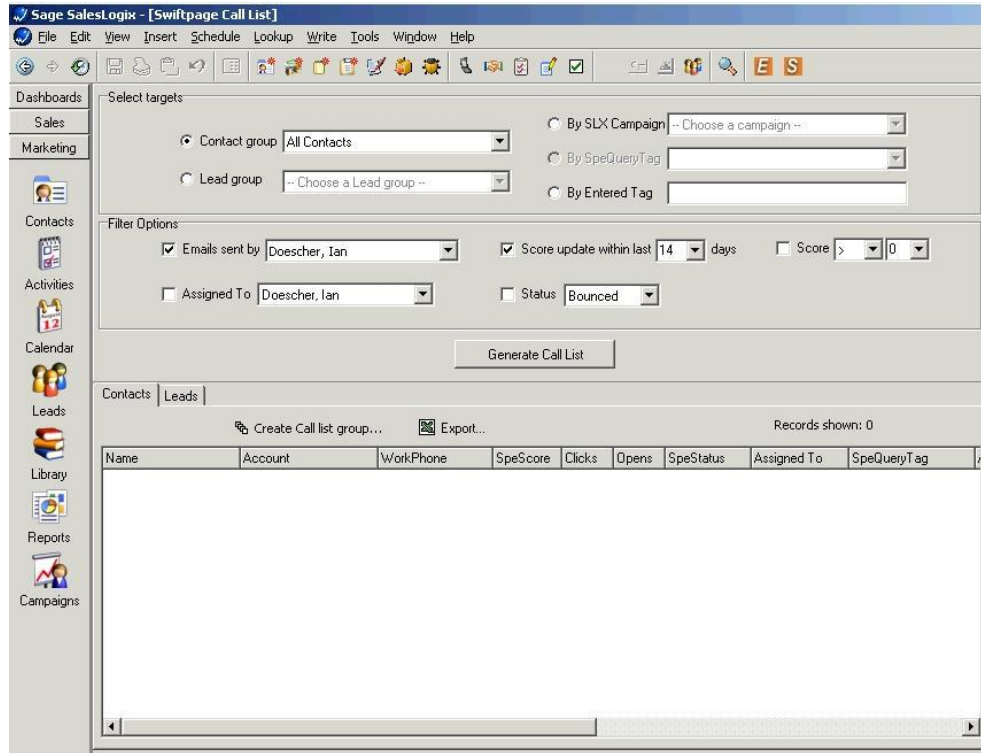 Sage SalesLogix - [Swiftpage Call List]
File Edit View Insert Schedule Lookup Write Tools Window Help
E S
Dashboards
Sales
Marketing
Contacts
Activities
12
Calendar
Leads
Library
Reports
Campaigns
Select targets
Contact group All Contacts
Lead group -- Choose a Lead group --
By SLX Campaign -- Choose a campaign --
By SpeQueryTag
By Entered Tag
Filter Options
Emails sent by Doescher, Ian
Score update within last 14 days
Score > 0
Assigned To Doescher, Ian
Status Bounced
Generate Call List
Contacts Leads
Create Call list group... Export... Records shown: 0
Name Account WorkPhone SpeScore Clicks Opens SpeStatus Assigned To SpeQueryTag